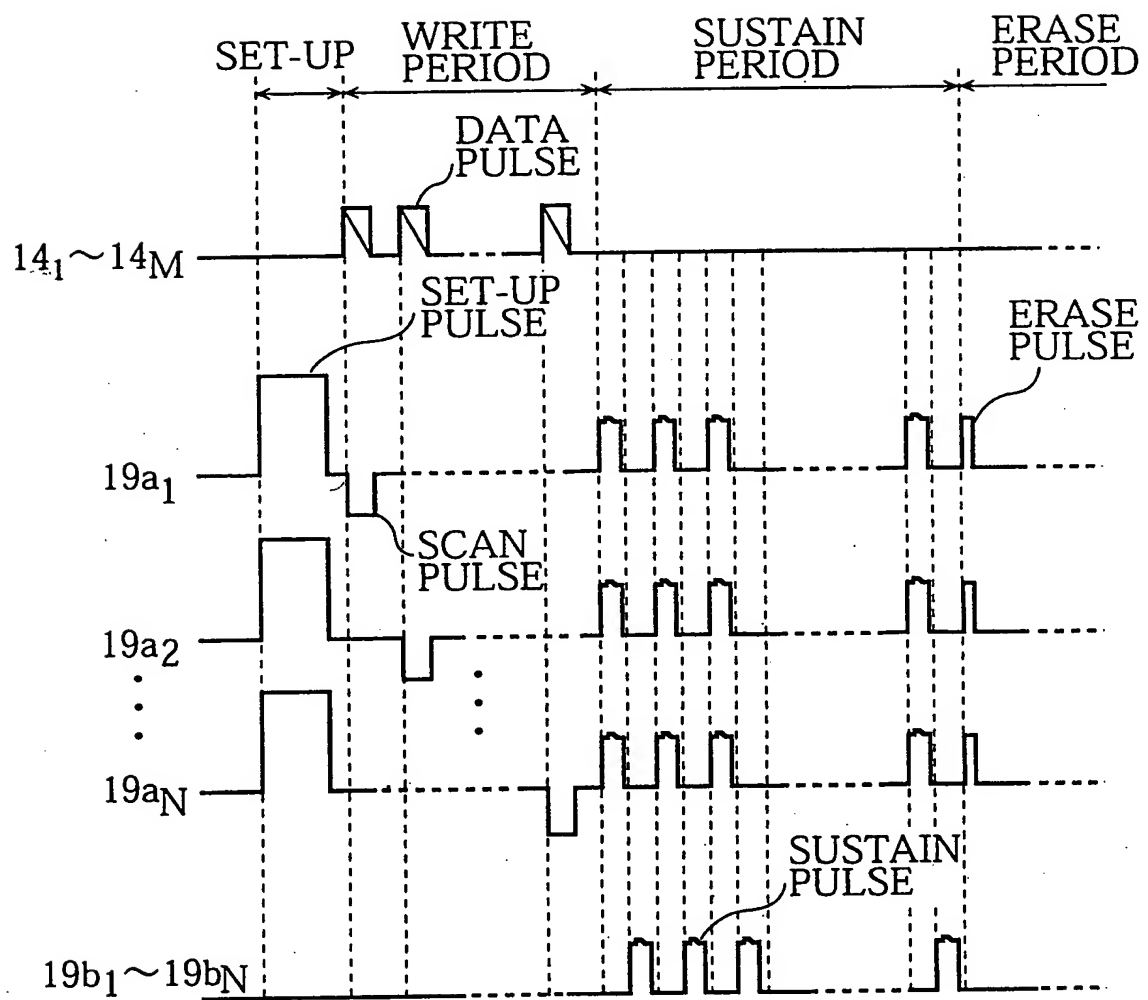 SET-UP
WRITE
PERIOD
SUSTAIN
PERIOD
ERASE
PERIOD
DATA
PULSE
14₁~14M
SET-UP
PULSE
ERASE
PULSE
19a₁
SCAN
PULSE
19a₂
19aN
SUSTAIN
PULSE
19b₁~19bN